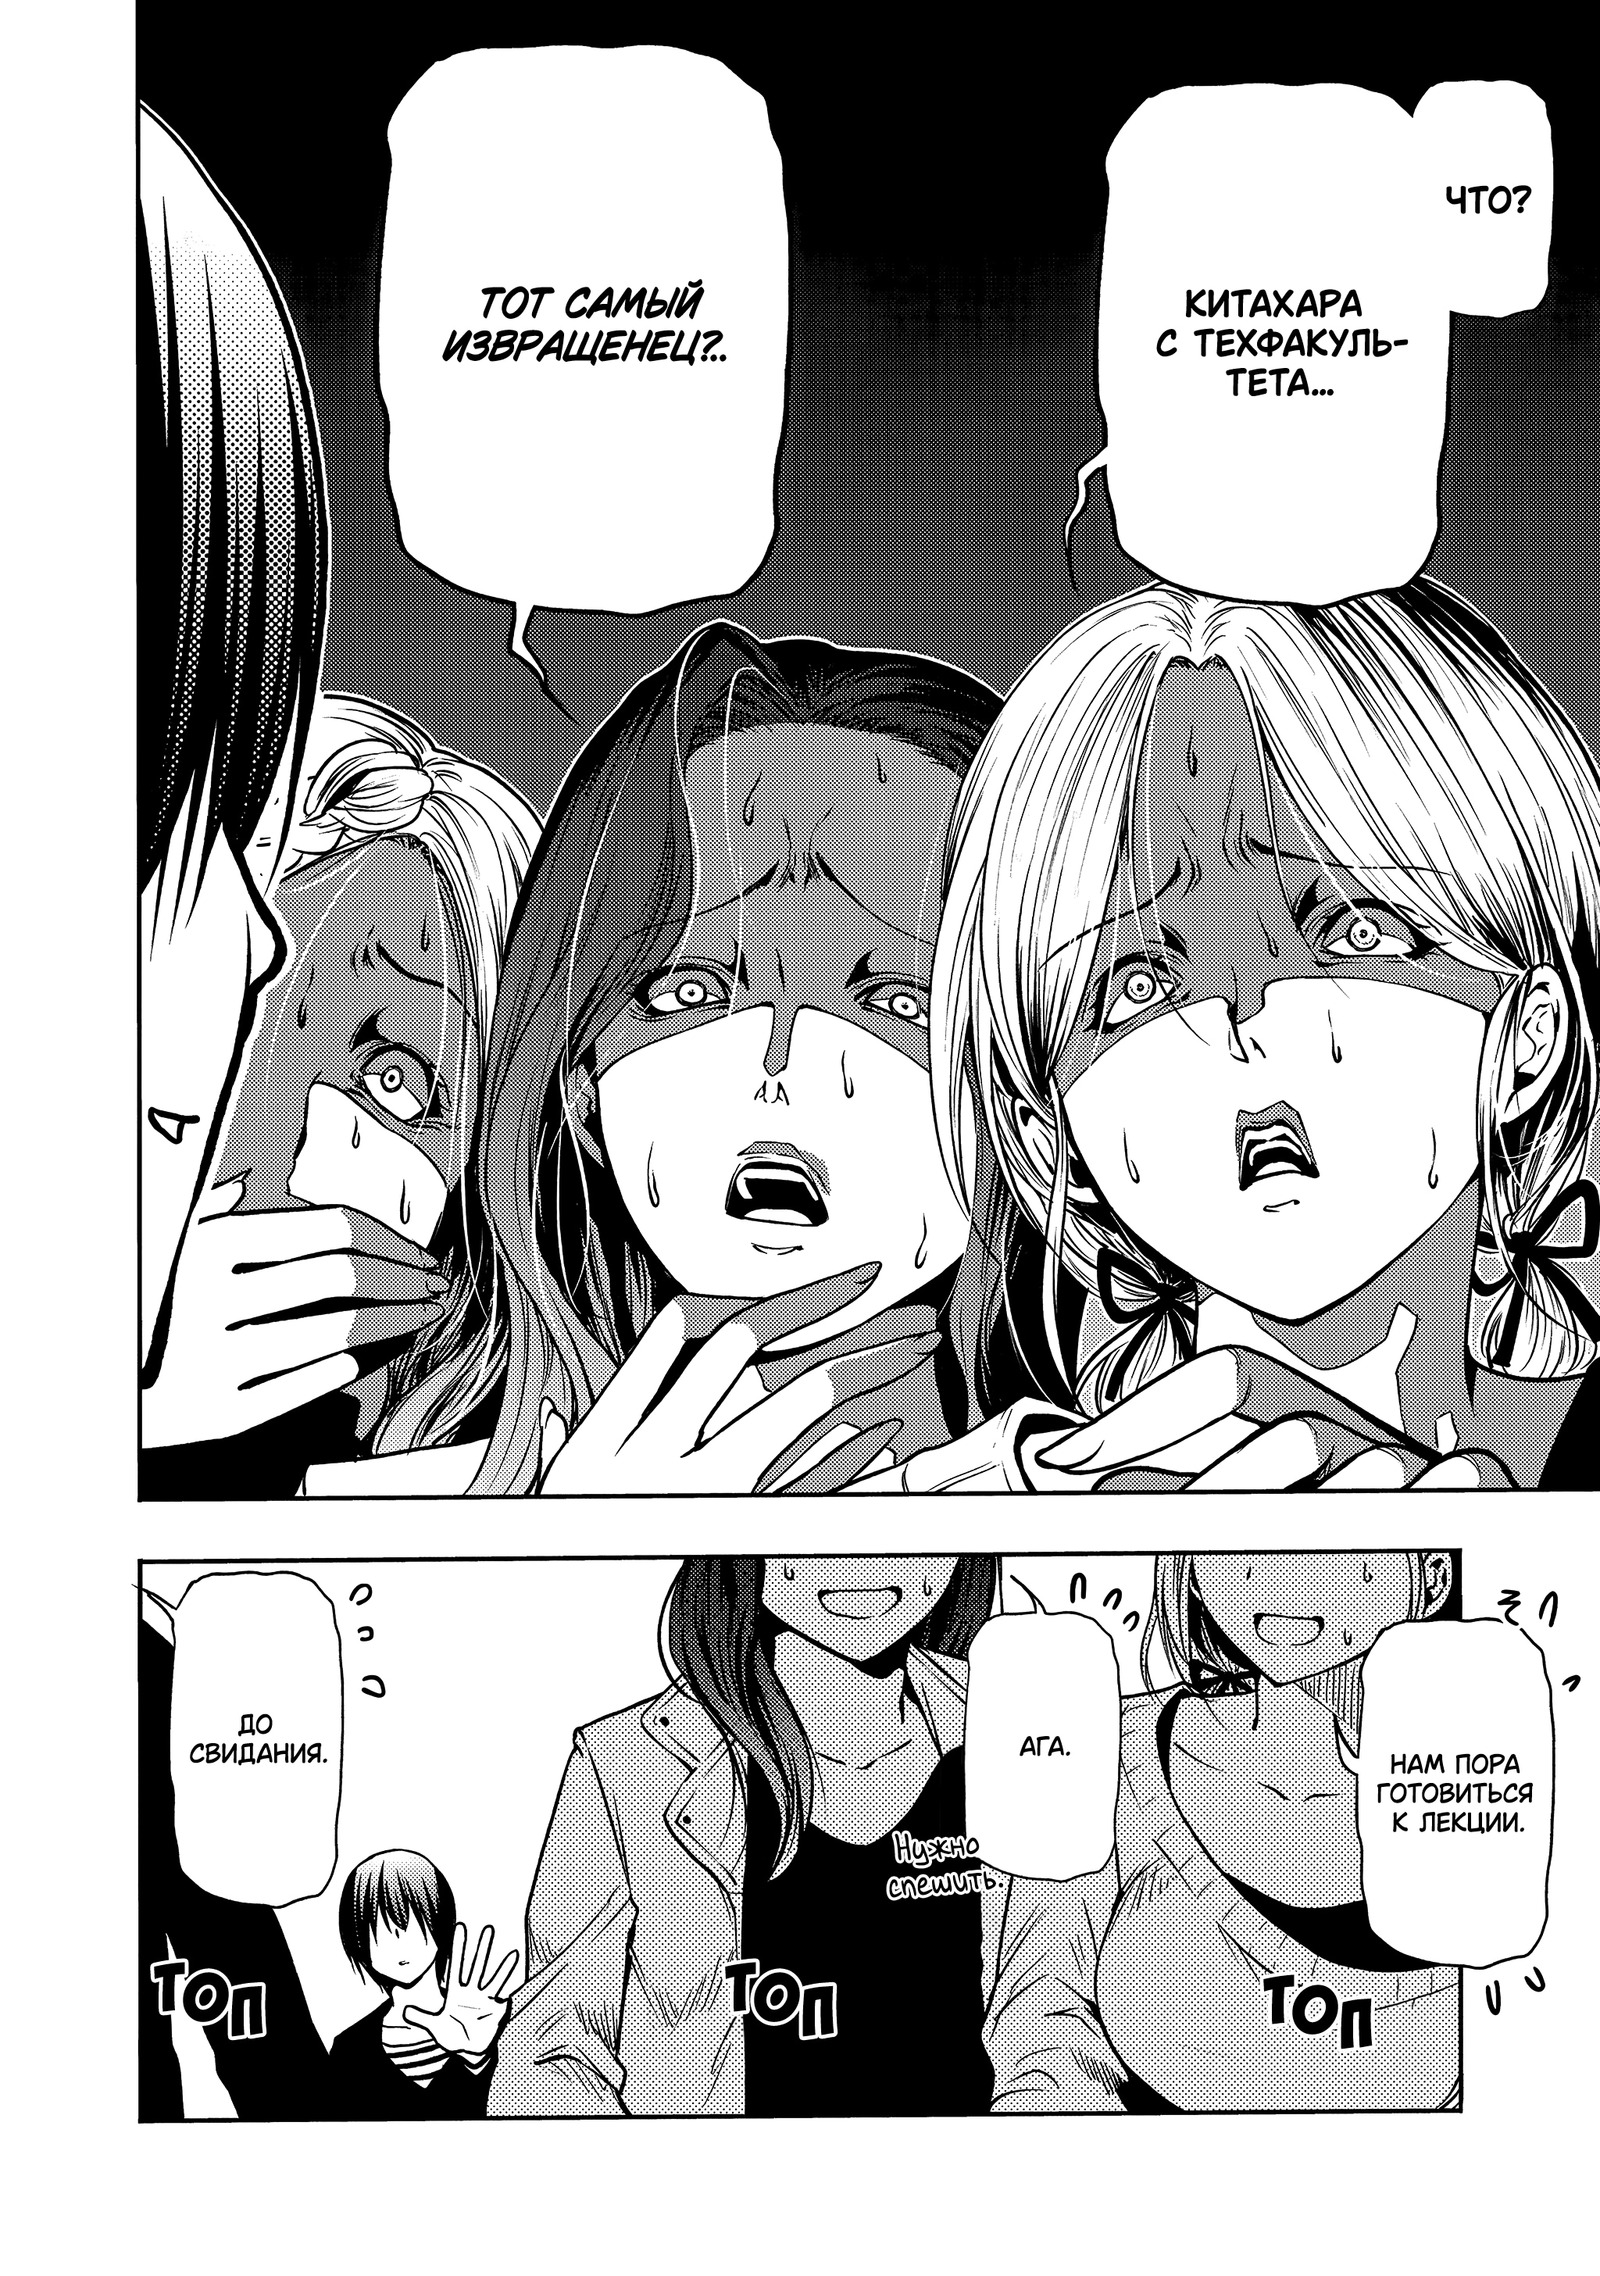 ЧТО?
КИТАХАРА
С ТЕХФАКУЛЬ-
ТЕТА...
ТОТ САМЫЙ
ИЗВРАЩЕНЕЦ?..
НАМ ПОРА
ГОТОВИТЬСЯ
К ЛЕКЦИИ.
АГА.
Нужно
спешить.
ДО
СВИДАНИЯ.
ТОП
ТОП
ТОП